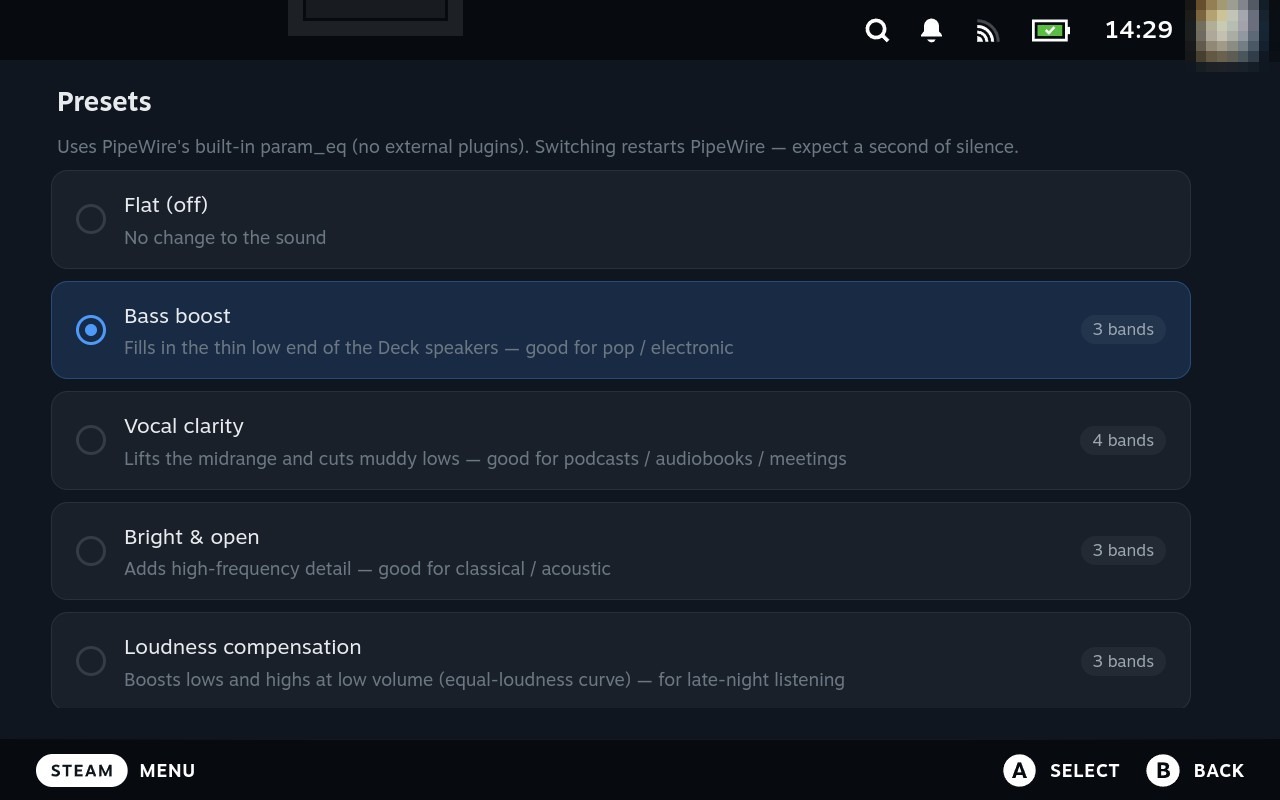 14:29
Presets
Uses PipeWire's built-in param_eq (no external plugins). Switching restarts PipeWire — expect a second of silence.
Flat (off)
No change to the sound
Bass boost
3 bands
Fills in the thin low end of the Deck speakers — good for pop / electronic
Vocal clarity
4 bands
Lifts the midrange and cuts muddy lows — good for podcasts / audiobooks / meetings
Bright & open
3 bands
Adds high-frequency detail — good for classical / acoustic
Loudness compensation
3 bands
Boosts lows and highs at low volume (equal-loudness curve) — for late-night listening
STEAM MENU A SELECT B BACK